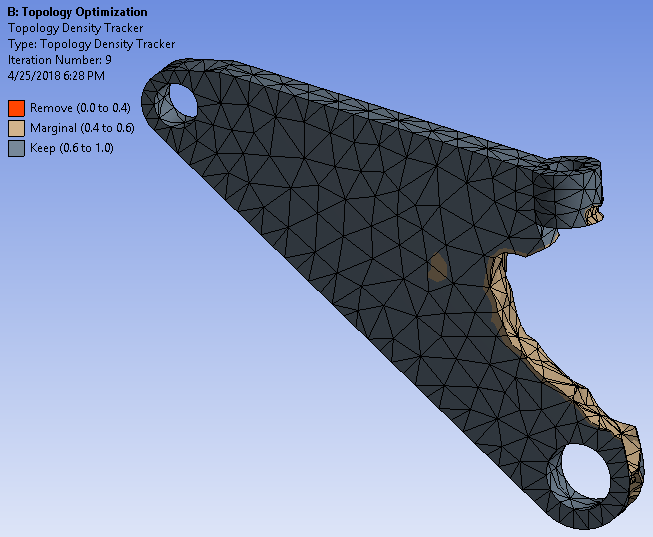 B: Topology Optimization
Topology Density Tracker
Type: Topology Density Tracker
Iteration Number: 9
4/25/2018 6:28 PM
Remove (0.0 to 0.4)
Marginal (0.4 to 0.6)
Keep (0.6 to 1.0)